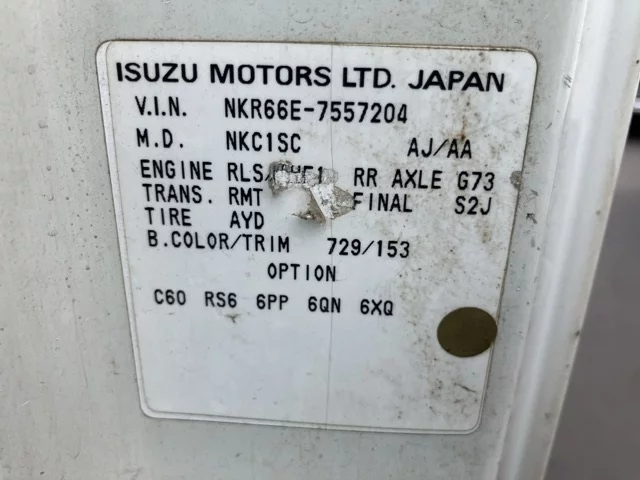 ISUZU MOTORS LTD. JAPAN
V.I.N. NKR66E-7557204
M.D. NKC1SC AJ/AA
ENGINE RR AXLE G73
TRANS. RMT FINAL S2J
TIRE AYD
B.COLOR/TRIM 729/153
OPTION
C60 RS6 6PP 6QN 6XQ